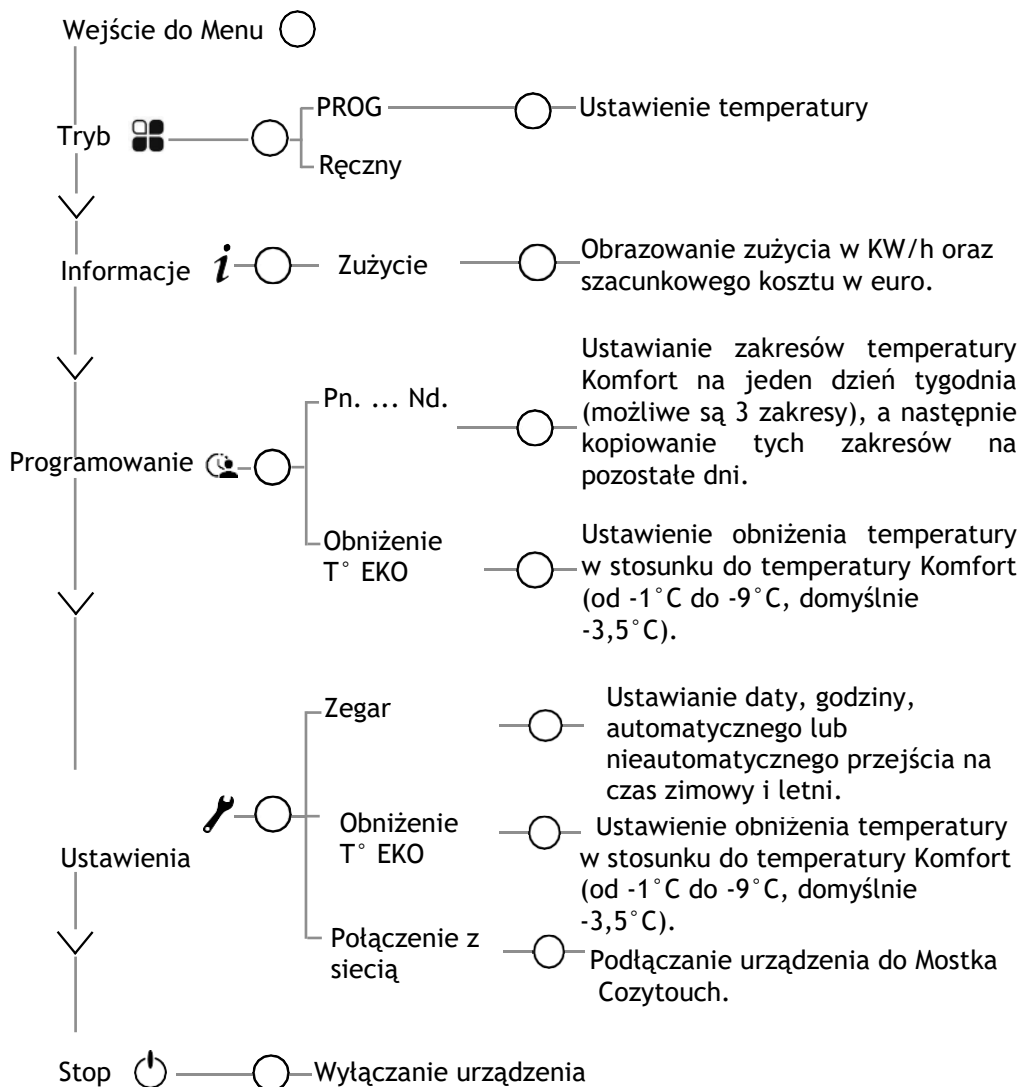 Wejście do Menu
PROG
Ustawienie temperatury
Tryb
Ręczny
Informacje
i
Zużycie
Obrazowanie zużycia w KW/h oraz
szacunkowego kosztu w euro.
Programowanie
Pn. ... Nd.
Ustawianie zakresów temperatury
Komfort na jeden dzień tygodnia
(możliwe są 3 zakresy), a następnie
kopiowanie tych zakresów na
pozostałe dni.
Obniżenie
T° EKO
Ustawienie obniżenia temperatury
w stosunku do temperatury Komfort
(od -1°C do -9°C, domyślnie
-3,5°C).
Ustawienia
Zegar
Ustawianie daty, godziny,
automatycznego lub
nieautomatycznego przejścia na
czas zimowy i letni.
Obniżenie
T° EKO
Ustawienie obniżenia temperatury
w stosunku do temperatury Komfort
(od -1°C do -9°C, domyślnie
-3,5°C).
Połączenie z
siecią
Podłączanie urządzenia do Mostka
Cozytouch.
Stop
Wyłączanie urządzenia